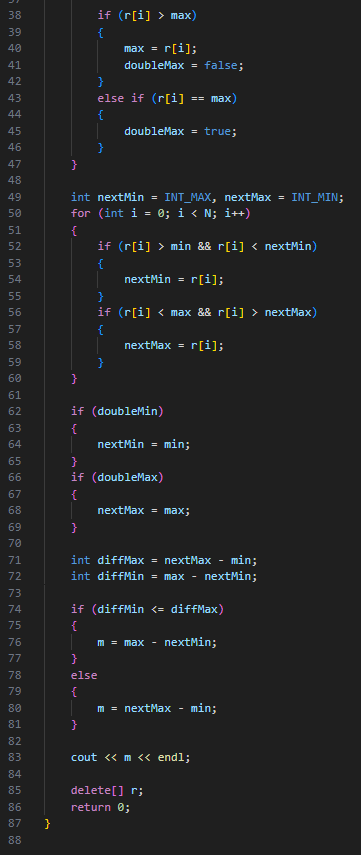 38 if (r[i] > max)
39 {
40 max = r[i];
41 doubleMax = false;
42 }
43 else if (r[i] == max)
44 {
45 doubleMax = true;
46 }
47 }
48
49 int nextMin = INT_MAX, nextMax = INT_MIN;
50 for (int i = 0; i < N; i++)
51 {
52 if (r[i] > min && r[i] < nextMin)
53 {
54 nextMin = r[i];
55 }
56 if (r[i] < max && r[i] > nextMax)
57 {
58 nextMax = r[i];
59 }
60 }
61
62 if (doubleMin)
63 {
64 nextMin = min;
65 }
66 if (doubleMax)
67 {
68 nextMax = max;
69 }
70
71 int diffMax = nextMax - min;
72 int diffMin = max - nextMin;
73
74 if (diffMin <= diffMax)
75 {
76 m = max - nextMin;
77 }
78 else
79 {
80 m = nextMax - min;
81 }
82
83 cout << m << endl;
84
85 delete[] r;
86 return 0;
87 }
88